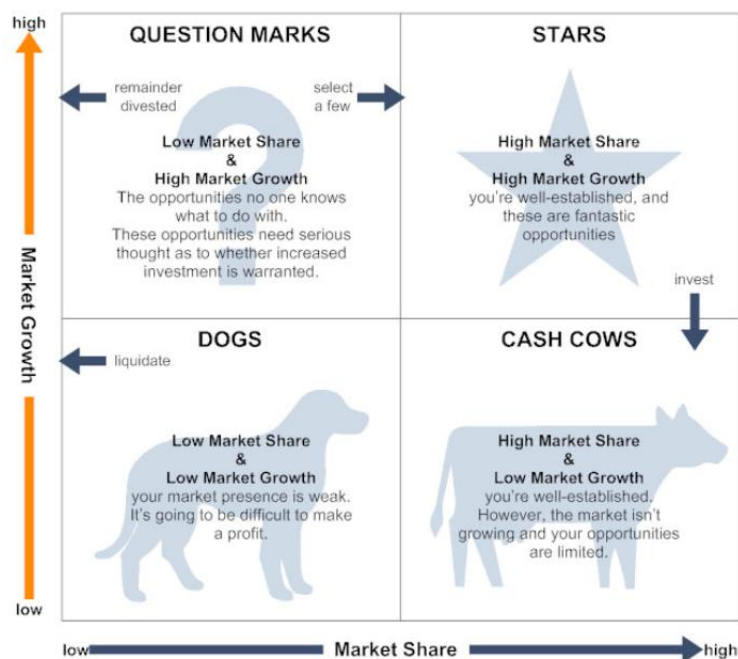 high
QUESTION MARKS
remainder
divested
select
a few
Low Market Share
&
High Market Growth
The opportunities no one knows
what to do with.
These opportunities need serious
thought as to whether increased
investment is warranted.
STARS
High Market Share
&
High Market Growth
you're well-established, and
these are fantastic
opportunities
invest
Market Growth
DOGS
liquidate
Low Market Share
&
Low Market Growth
your market presence is weak.
It's going to be difficult to make
a profit.
CASH COWS
High Market Share
&
Low Market Growth
you're well-established.
However, the market isn't
growing and your opportunities
are limited.
low
low
Market Share
high